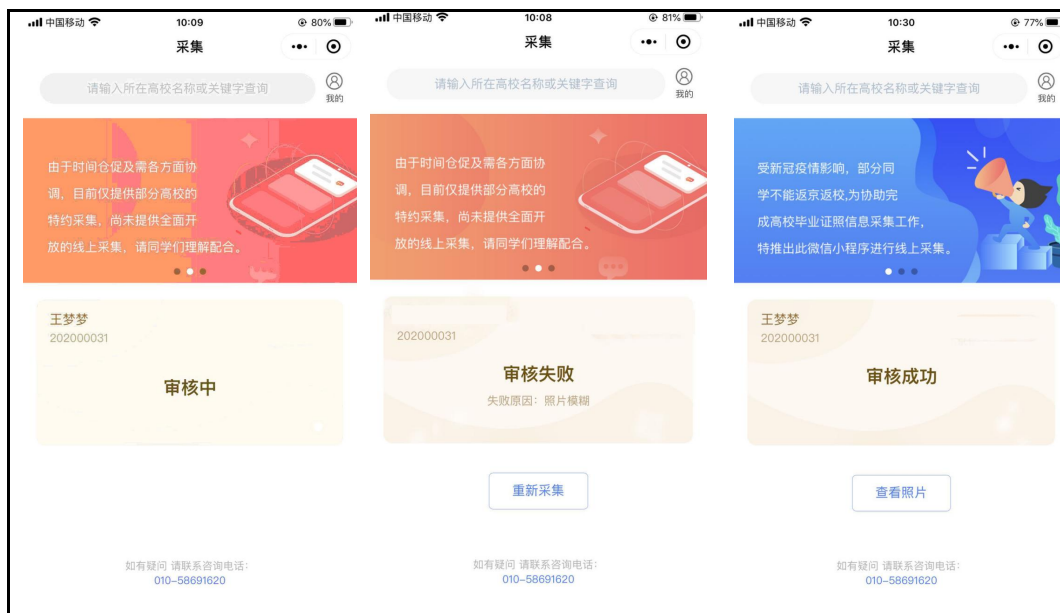 中国移动 10:09 80%
采集
请输入所在高校名称或关键字查询
我的
由于时间仓促及需各方面协
调，目前仅提供部分高校的
特约采集，尚未提供全面开
放的线上采集，请同学们理解配合。
王梦梦
202000031
审核中
如有疑问 请联系咨询电话：
010-58691620
中国移动 10:08 81%
采集
请输入所在高校名称或关键字查询
我的
由于时间仓促及需各方面协
调，目前仅提供部分高校的
特约采集，尚未提供全面开
放的线上采集，请同学们理解配合。
202000031
审核失败
失败原因：照片模糊
重新采集
如有疑问 请联系咨询电话：
010-58691620
中国移动 10:30 77%
采集
请输入所在高校名称或关键字查询
我的
受新冠疫情影响，部分同
学不能返京返校,为协助完
成高校毕业证照信息采集工作，
特推出此微信小程序进行线上采集。
王梦梦
202000031
审核成功
查看照片
如有疑问 请联系咨询电话：
010-58691620